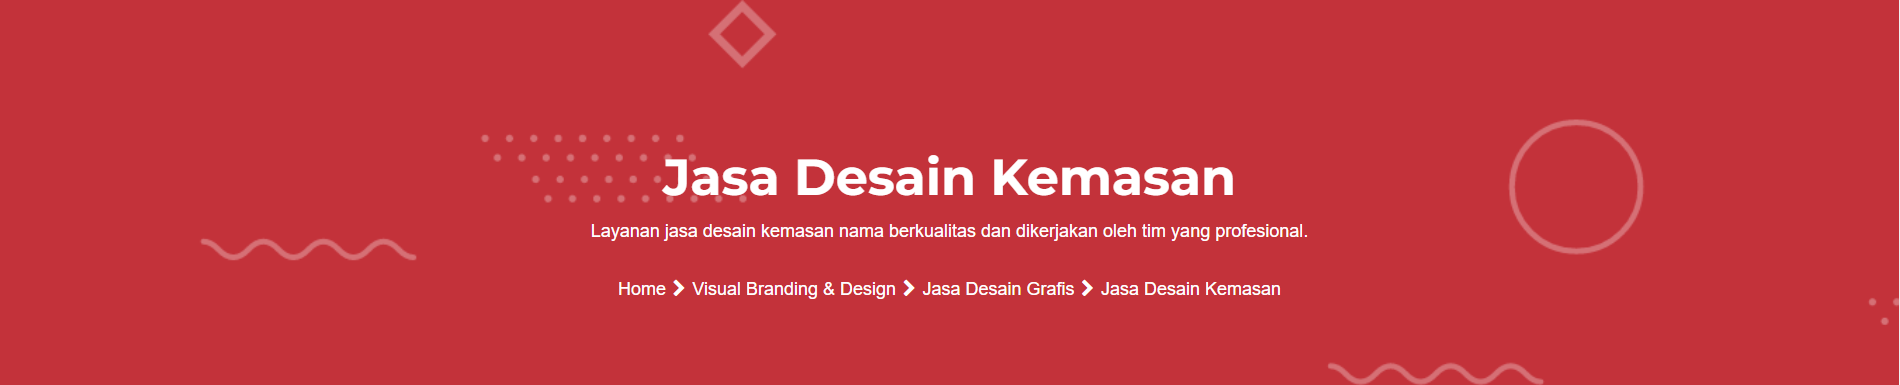 Jasa Desain Kemasan
Layanan jasa desain kemasan nama berkualitas dan dikerjakan oleh tim yang profesional.
Home > Visual Branding & Design > Jasa Desain Grafis > Jasa Desain Kemasan